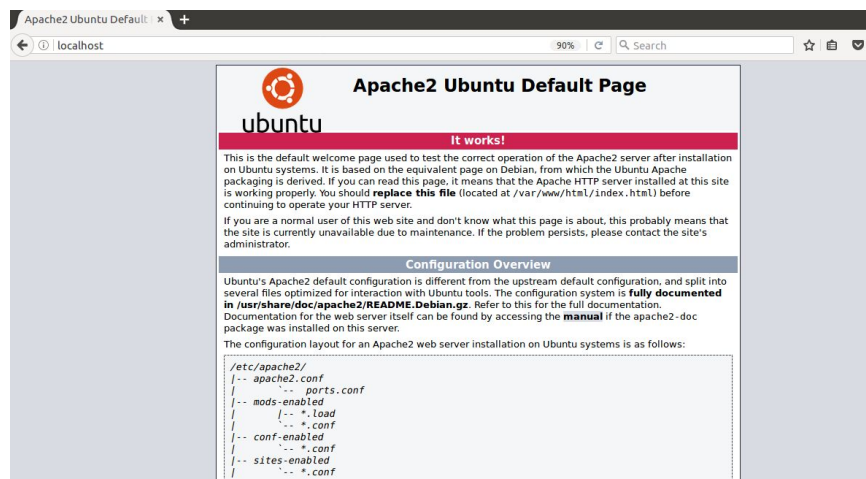 Apache2 Ubuntu Default
localhost
90%
Search
ubuntu
Apache2 Ubuntu Default Page
It works!
This is the default welcome page used to test the correct operation of the Apache2 server after installation
on Ubuntu systems. It is based on the equivalent page on Debian, from which the Ubuntu Apache
packaging is derived. If you can read this page, it means that the Apache HTTP server installed at this site
is working properly. You should replace this file (located at /var/www/html/index.html) before
continuing to operate your HTTP server.
If you are a normal user of this web site and don't know what this page is about, this probably means that
the site is currently unavailable due to maintenance. If the problem persists, please contact the site's
administrator.
Configuration Overview
Ubuntu's Apache2 default configuration is different from the upstream default configuration, and split into
several files optimized for interaction with Ubuntu tools. The configuration system is fully documented
in /usr/share/doc/apache2/README.Debian.gz. Refer to this for the full documentation.
Documentation for the web server itself can be found by accessing the manual if the apache2-doc
package was installed on this server.
The configuration layout for an Apache2 web server installation on Ubuntu systems is as follows:
/etc/apache2/
|-- apache2.conf
|       `--  ports.conf
|-- mods-enabled
|       |-- *.load
|       `-- *.conf
|-- conf-enabled
|       `-- *.conf
|-- sites-enabled
|       `-- *.conf